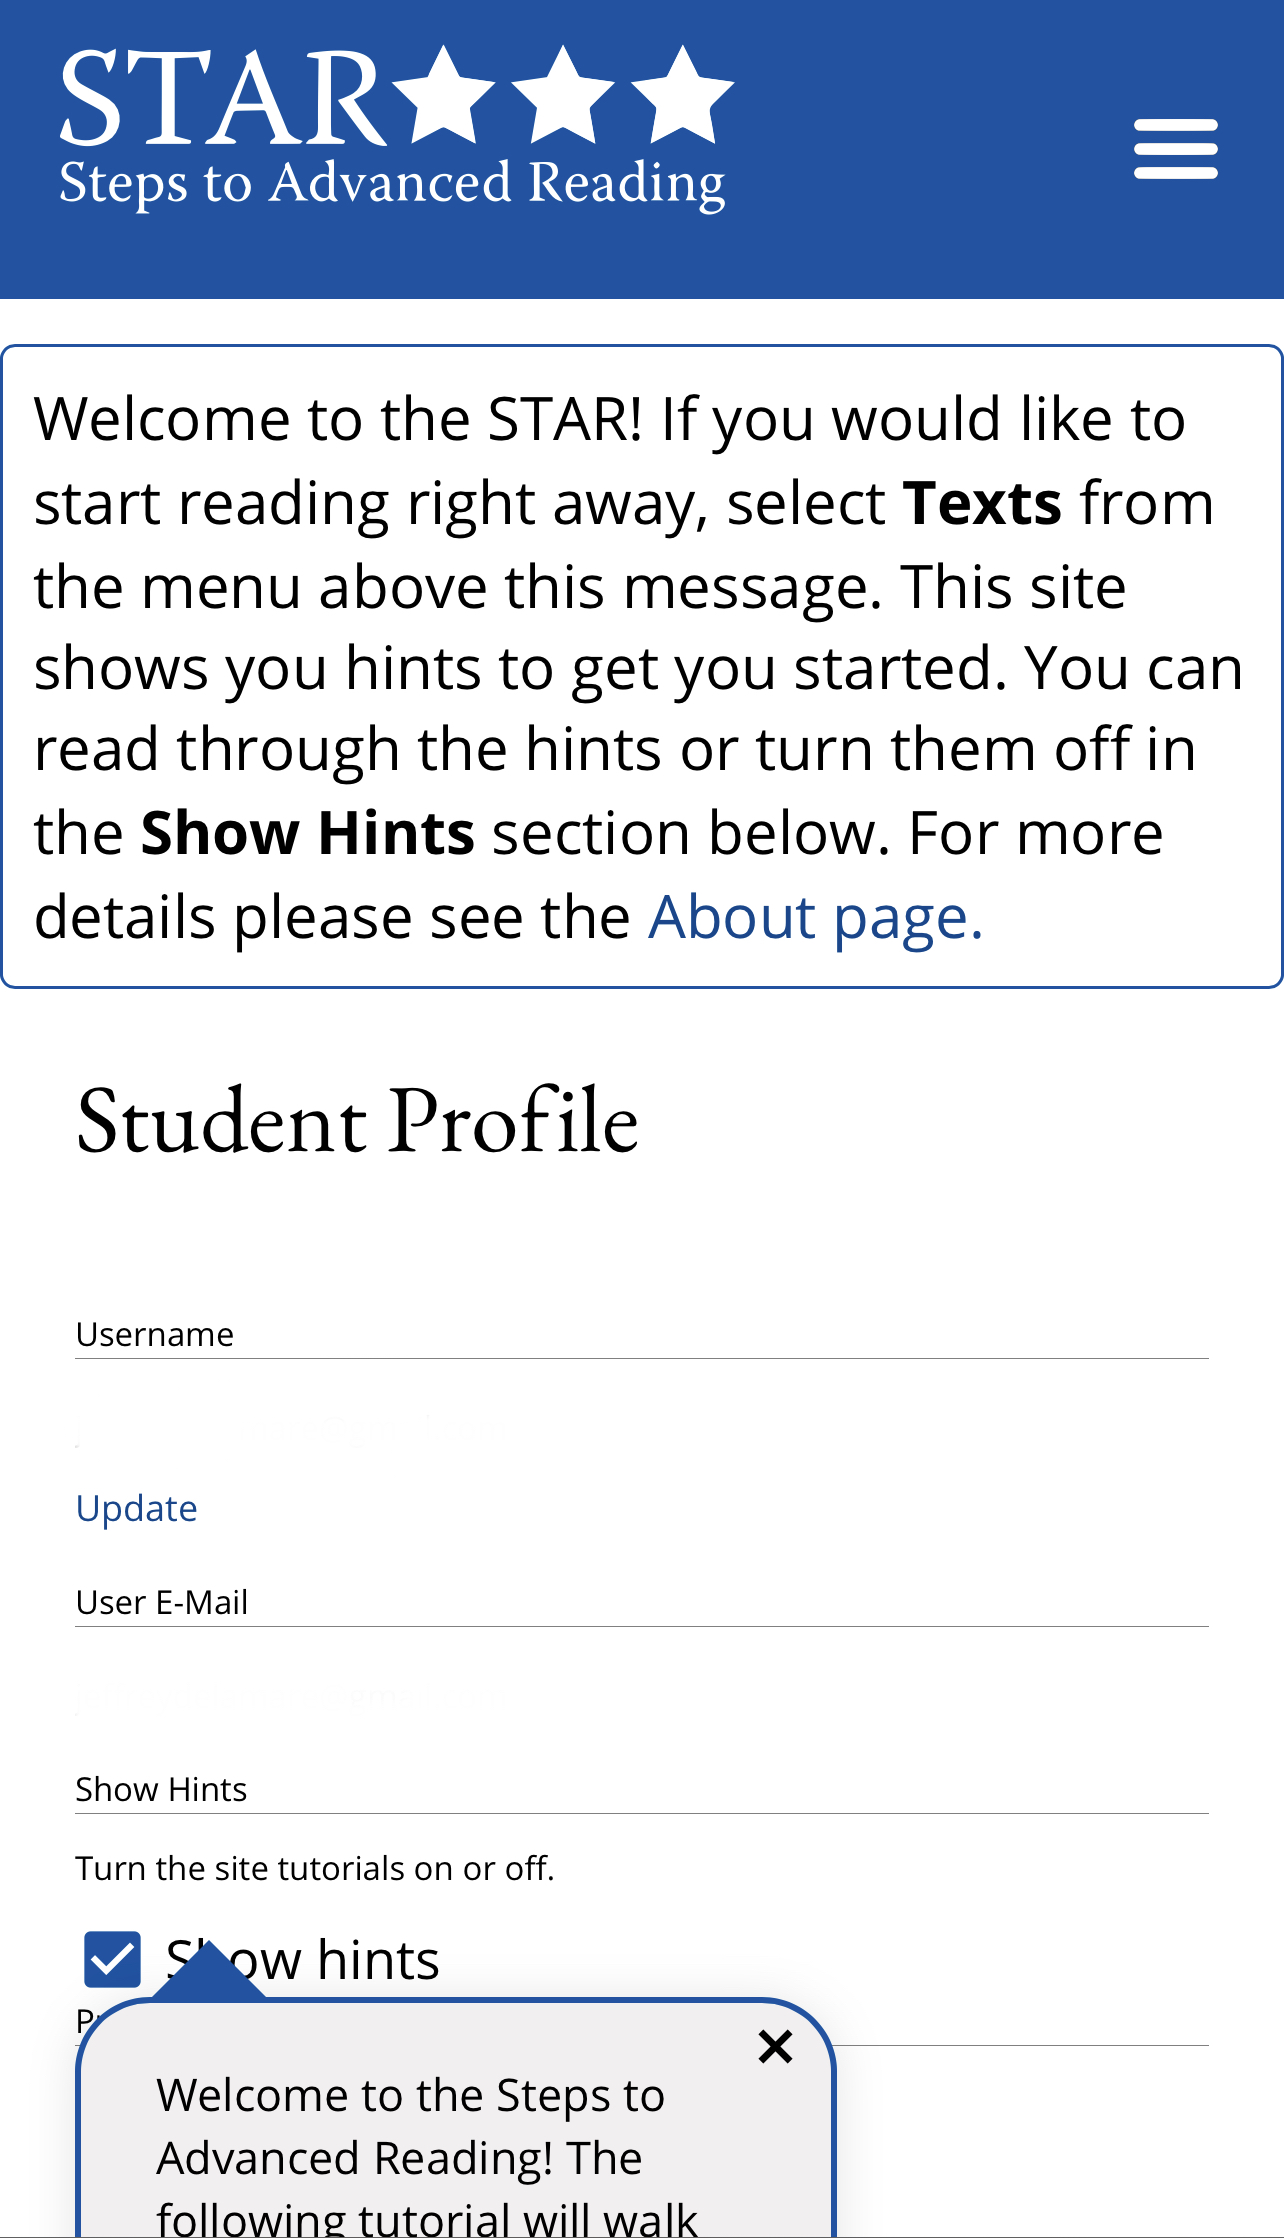 STAR
Steps to Advanced Reading
Welcome to the STAR! If you would like to
start reading right away, select Texts from
the menu above this message. This site
shows you hints to get you started. You can
read through the hints or turn them off in
the Show Hints section below. For more
details please see the About page.
Student Profile
Username
Update
User E-Mail
Show Hints
Turn the site tutorials on or off.
Show hints
Welcome to the Steps to
Advanced Reading! The
following tutorial will walk